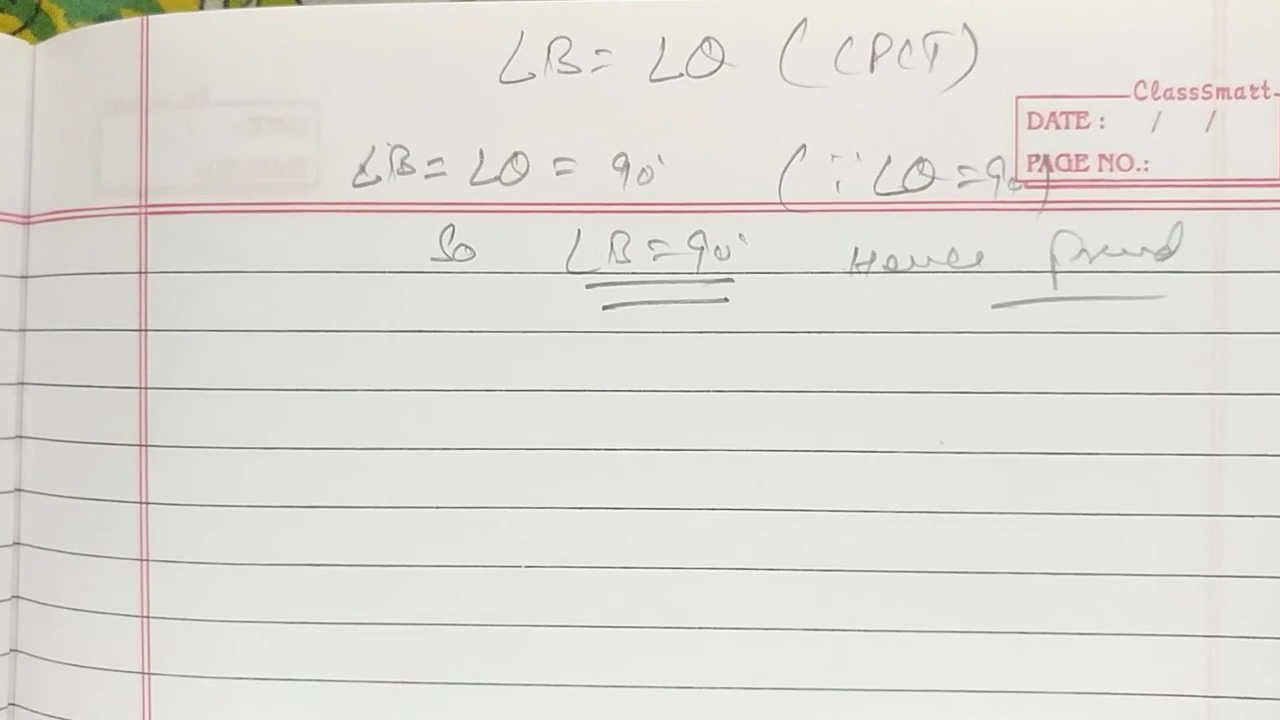 ∠B = ∠Q (CPCT)
ClassSmart
DATE : / /
PAGE NO.:
∠B = ∠Q = 90° (∵ ∠Q = 90°)
So ∠B = 90° Hence proved